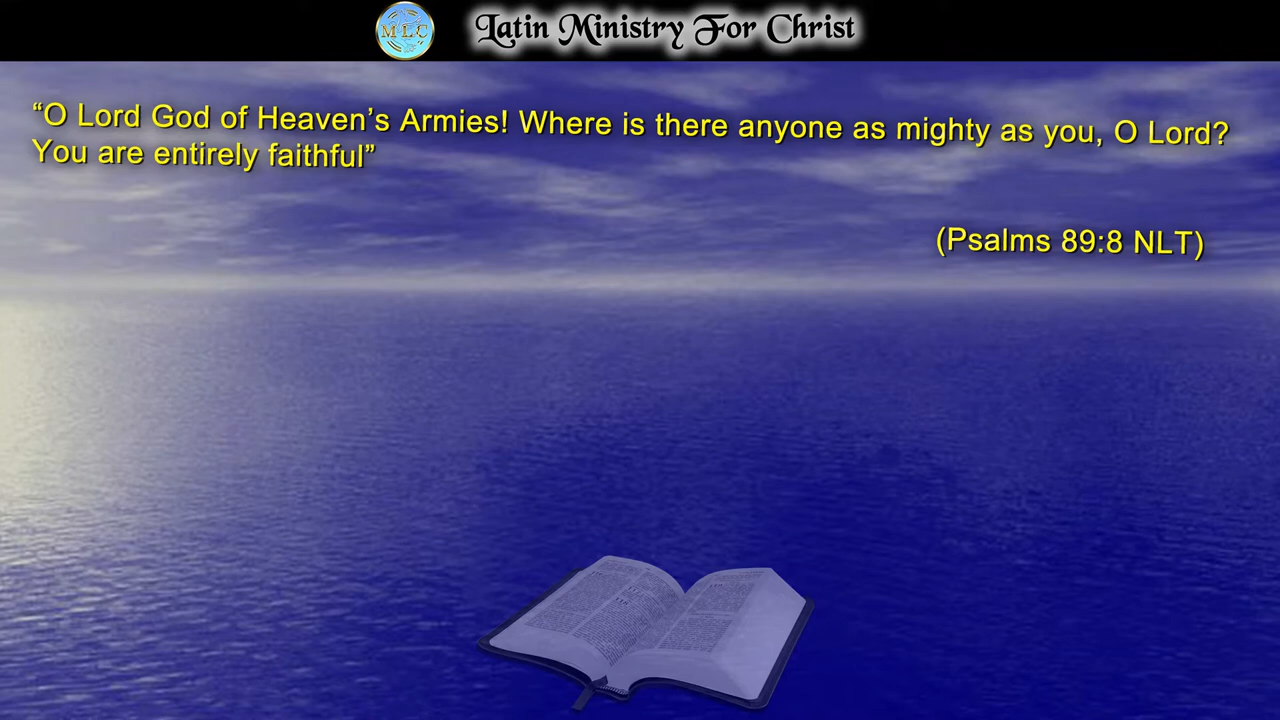 MLC
Latin Ministry For Christ
“O Lord God of Heaven’s Armies! Where is there anyone as mighty as you, O Lord?
You are entirely faithful”
(Psalms 89:8 NLT)